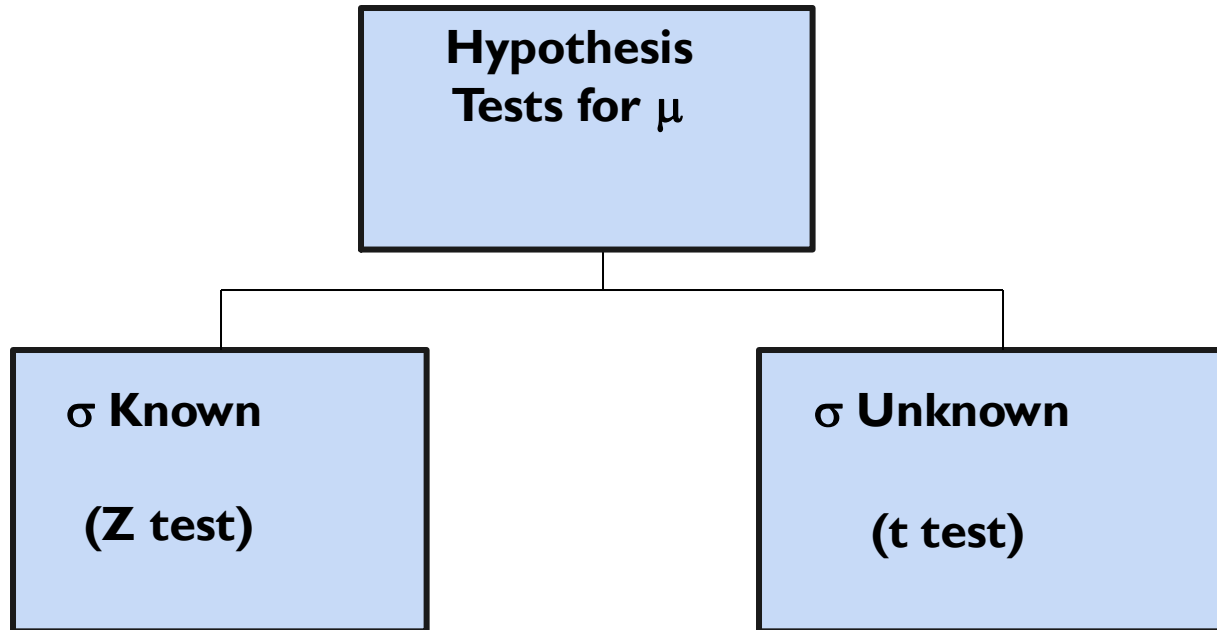 Hypothesis
Tests for μ
σ Known
(Z test)
σ Unknown
(t test)